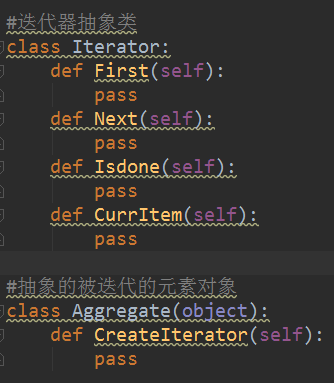 #迭代器抽象类
class Iterator:
    def First(self):
        pass
    def Next(self):
        pass
    def Isdone(self):
        pass
    def CurrItem(self):
        pass
#抽象的被迭代的元素对象
class Aggregate(object):
    def CreateIterator(self):
        pass